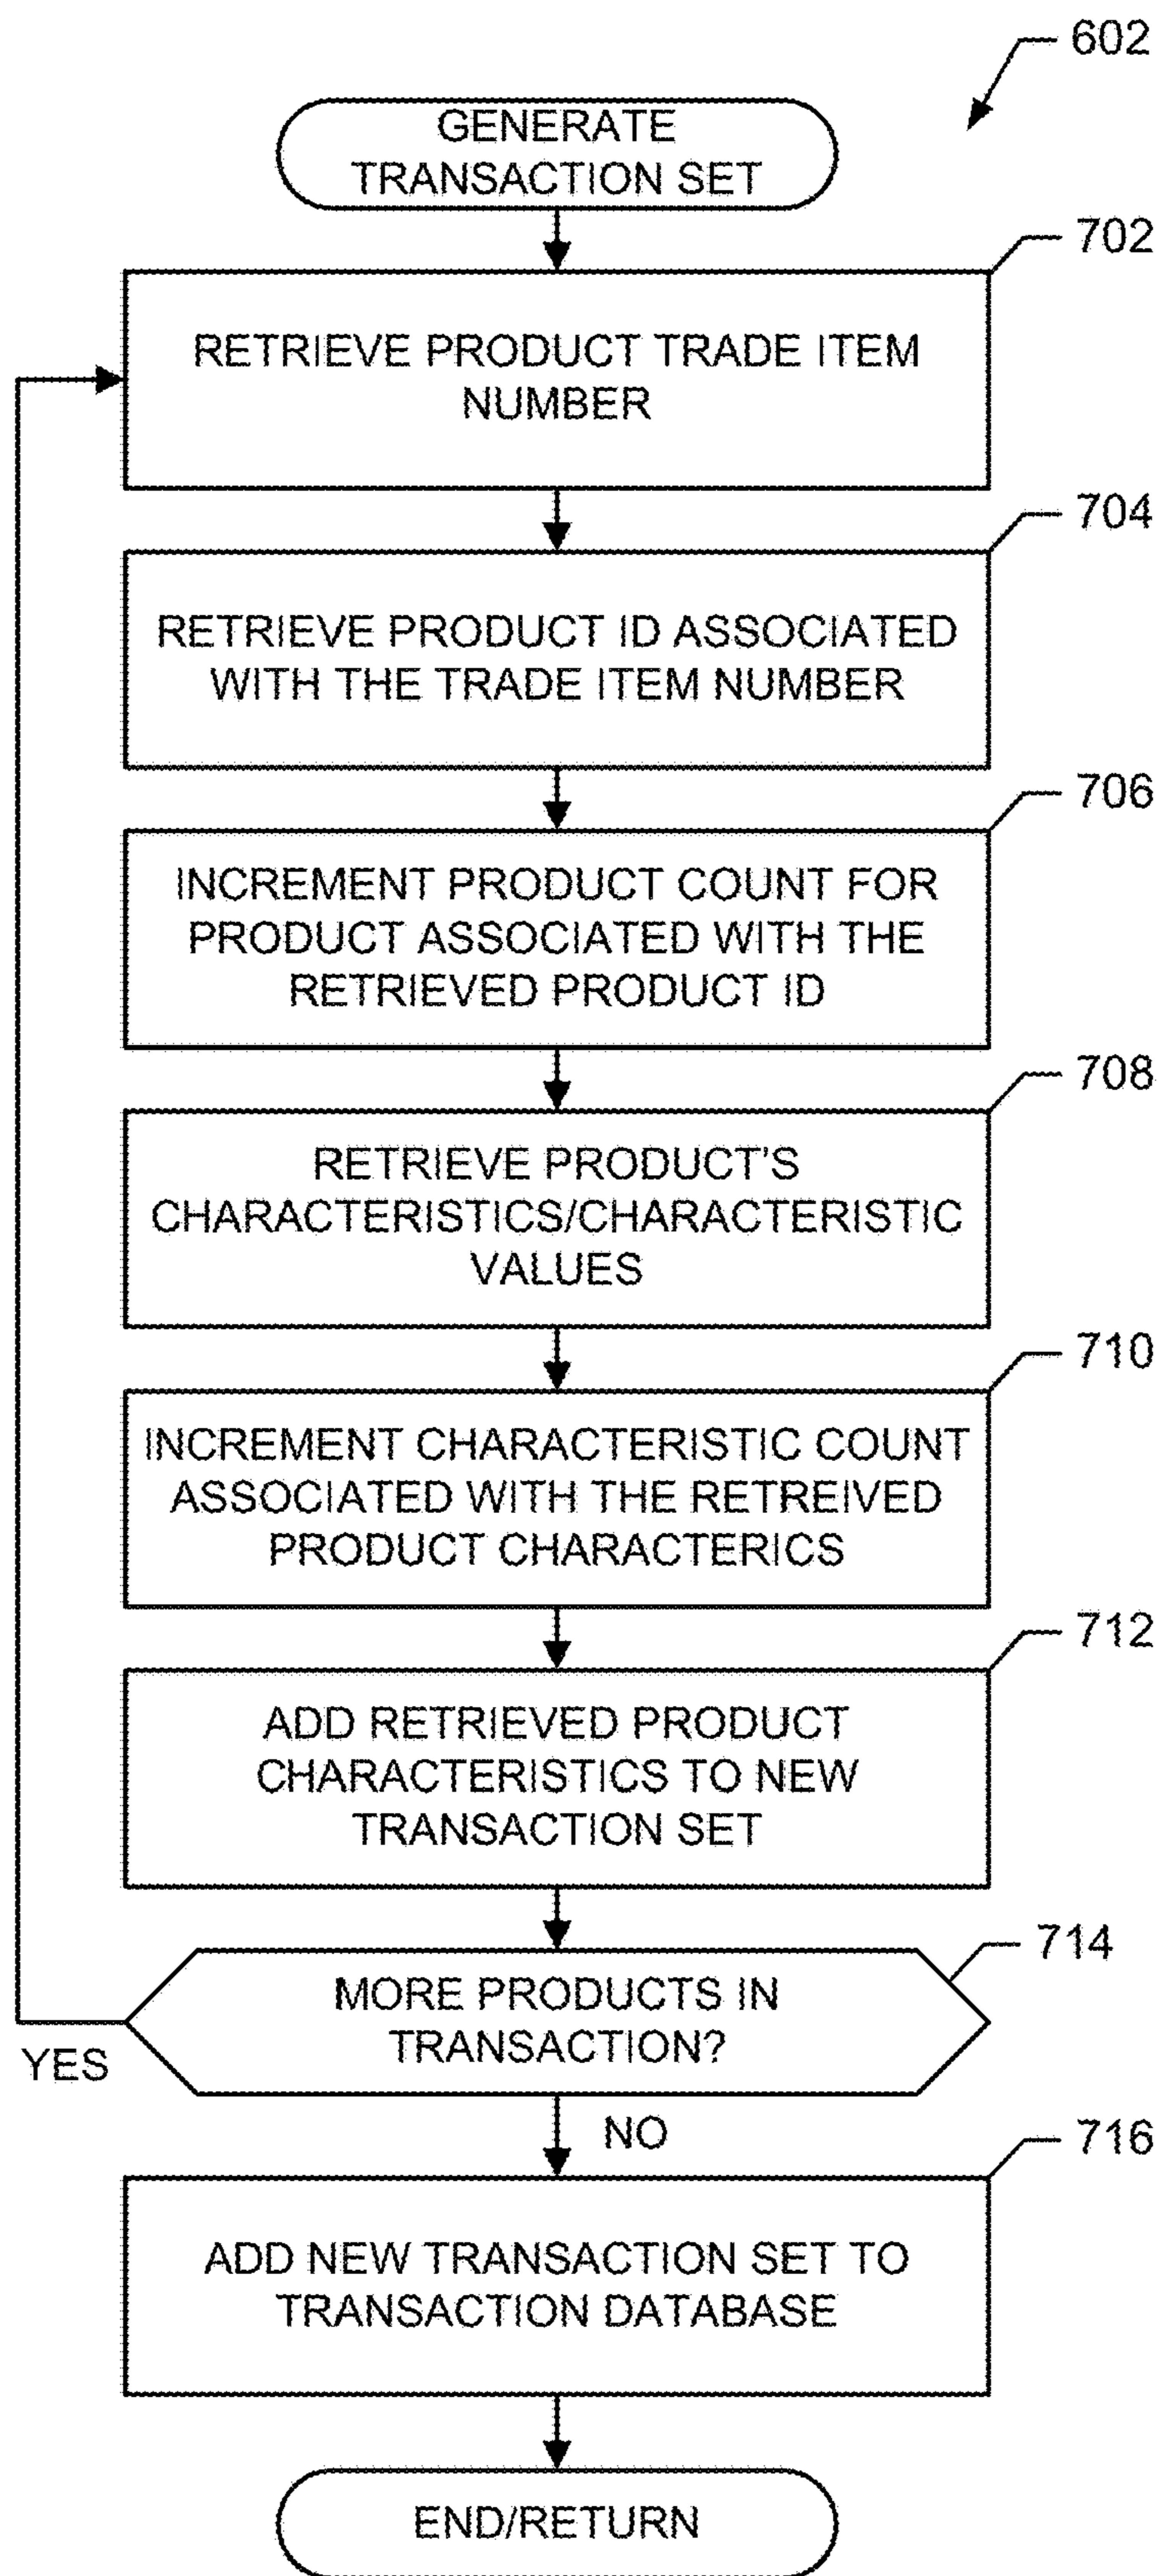 602
GENERATE
TRANSACTION SET
702
RETRIEVE PRODUCT TRADE ITEM
NUMBER
704
RETRIEVE PRODUCT ID ASSOCIATED
WITH THE TRADE ITEM NUMBER
706
INCREMENT PRODUCT COUNT FOR
PRODUCT ASSOCIATED WITH THE
RETRIEVED PRODUCT ID
708
RETRIEVE PRODUCT'S
CHARACTERISTICS/CHARACTERISTIC
VALUES
710
INCREMENT CHARACTERISTIC COUNT
ASSOCIATED WITH THE RETREIVED
PRODUCT CHARACTERICS
712
ADD RETRIEVED PRODUCT
CHARACTERISTICS TO NEW
TRANSACTION SET
714
MORE PRODUCTS IN
TRANSACTION?
YES
NO
716
ADD NEW TRANSACTION SET TO
TRANSACTION DATABASE
END/RETURN